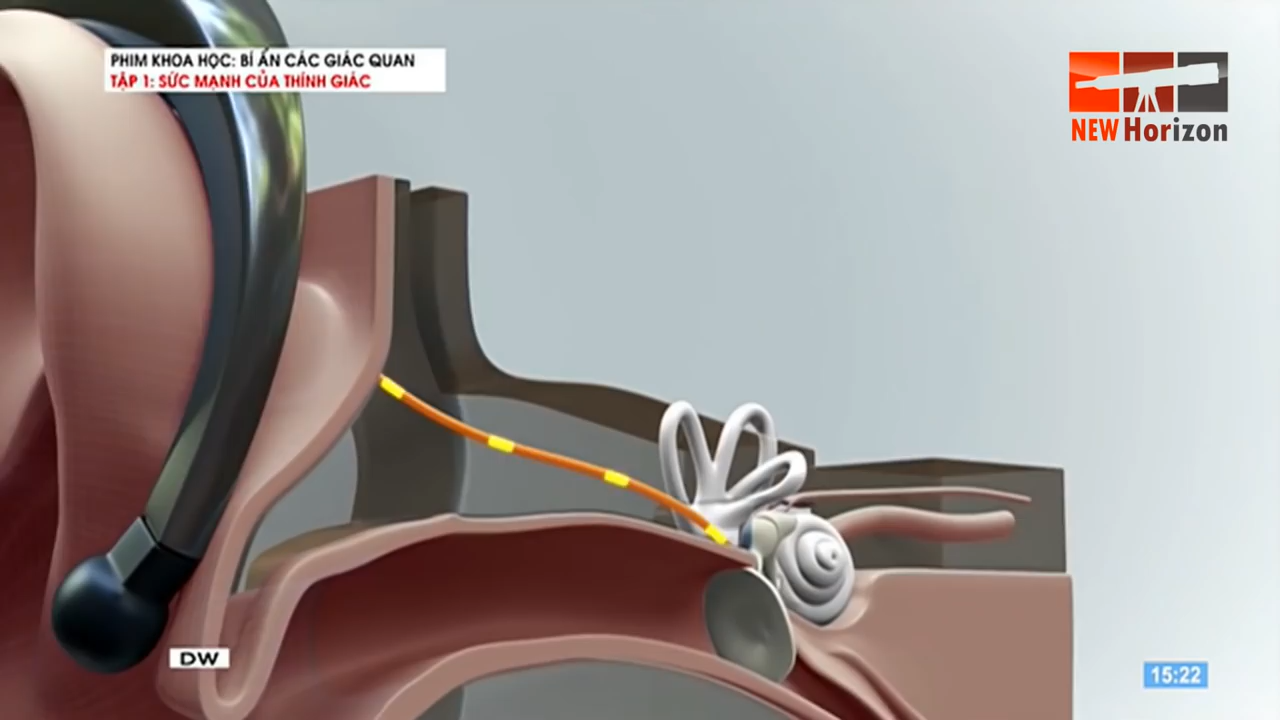 PHIM KHOA HỌC: BÍ ẨN CÁC GIÁC QUAN
TẬP 1: SỨC MẠNH CỦA THÍNH GIÁC
NEW Horizon
DW
15:22